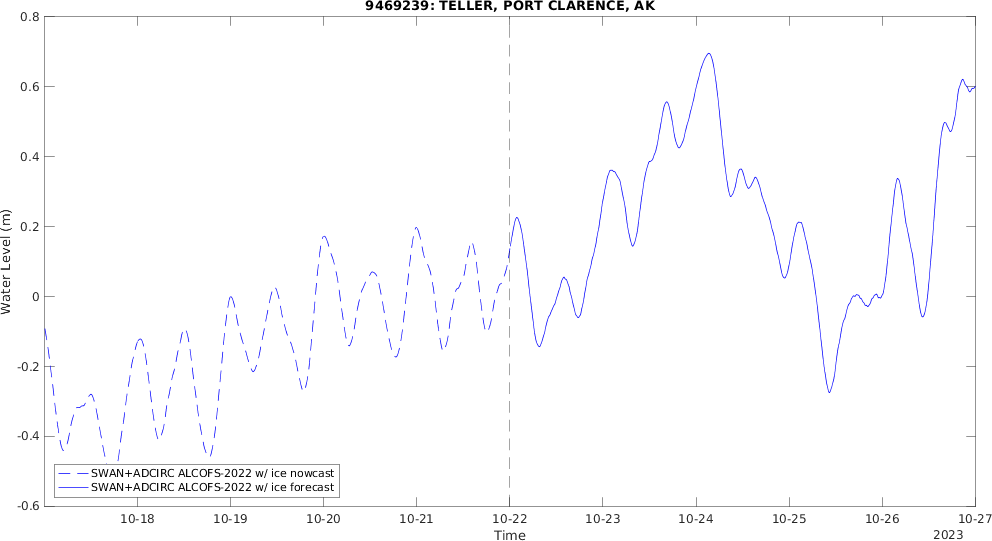 9469239: TELLER, PORT CLARENCE, AK
0.8
0.6
0.4
0.2
0
-0.2
-0.4
-0.6
Water Level (m)
SWAN+ADCIRC ALCOFS-2022 w/ ice nowcast
SWAN+ADCIRC ALCOFS-2022 w/ ice forecast
10-18 10-19 10-20 10-21 10-22 10-23 10-24 10-25 10-26 10-27
Time
2023